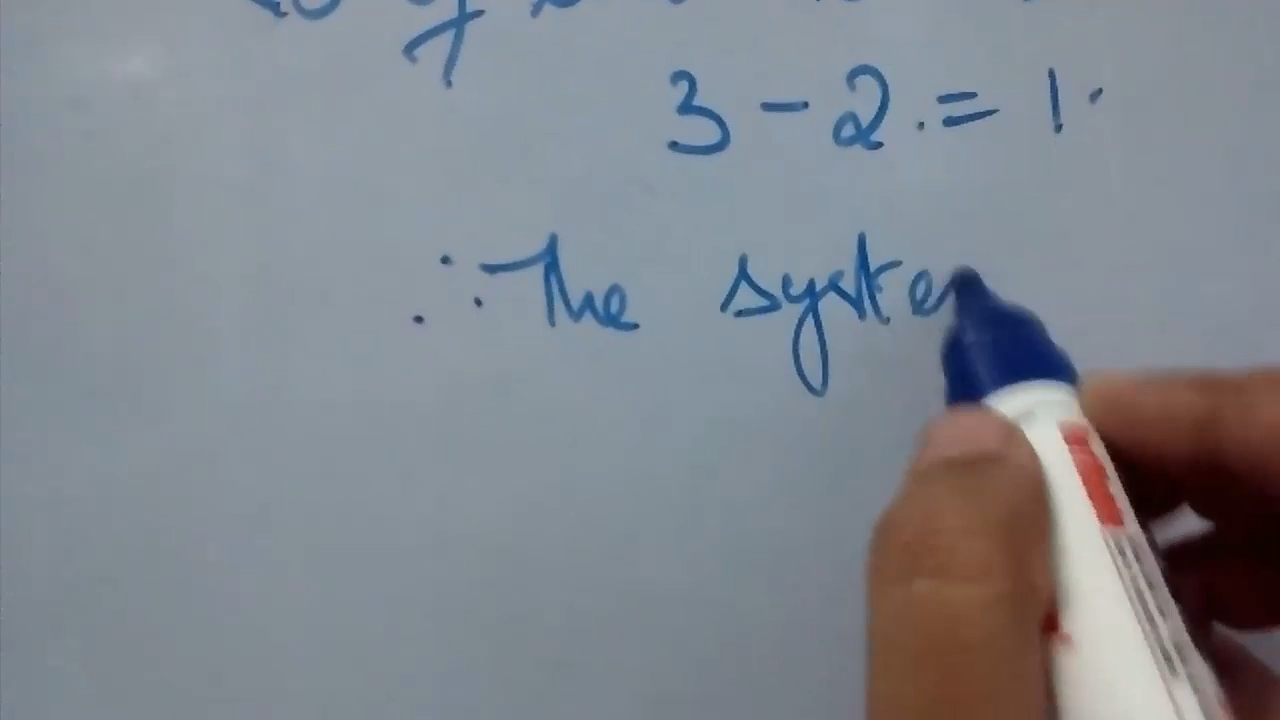 3 - 2 . = 1 .
∴ The syste